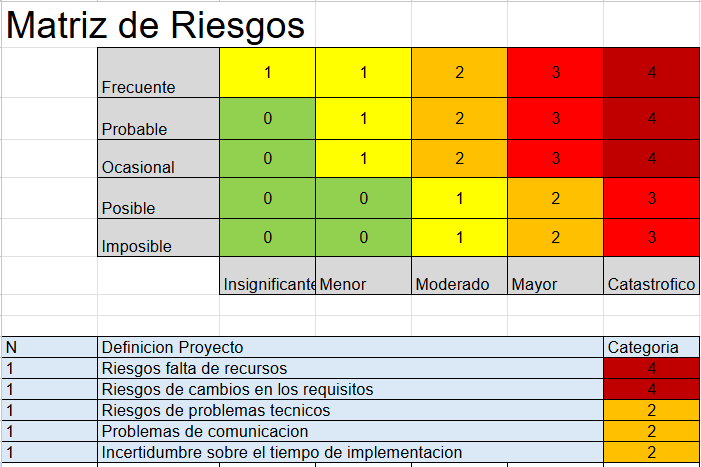 Matriz de Riesgos
Frecuente 1 1 2 3 4
Probable 0 1 2 3 4
Ocasional 0 1 2 3 4
Posible 0 0 1 2 3
Imposible 0 0 1 2 3
Insignificante Menor Moderado Mayor Catastrofico
N Definicion Proyecto Categoria
1 Riesgos falta de recursos 4
1 Riesgos de cambios en los requisitos 4
1 Riesgos de problemas tecnicos 2
1 Problemas de comunicacion 2
1 Incertidumbre sobre el tiempo de implementacion 2